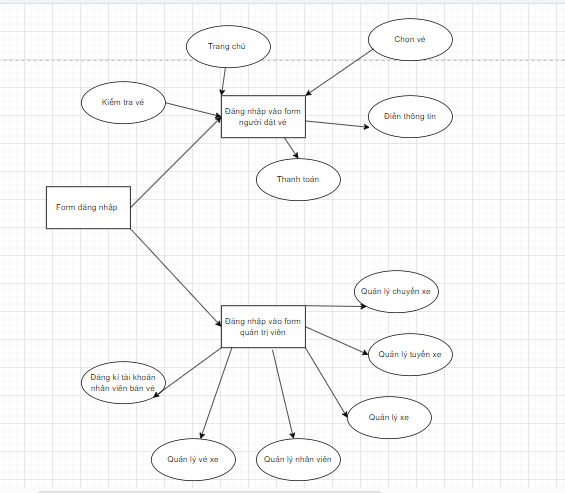 Trang chủ
Chọn vé
Kiểm tra vé
Đăng nhập vào form
người đặt vé
Điền thông tin
Thanh toán
Form đăng nhập
Quản lý chuyến xe
Đăng nhập vào form
quản trị viên
Quản lý tuyến xe
Đăng kí tài khoản
nhân viên bán vé
Quản lý xe
Quản lý vé xe
Quản lý nhân viên